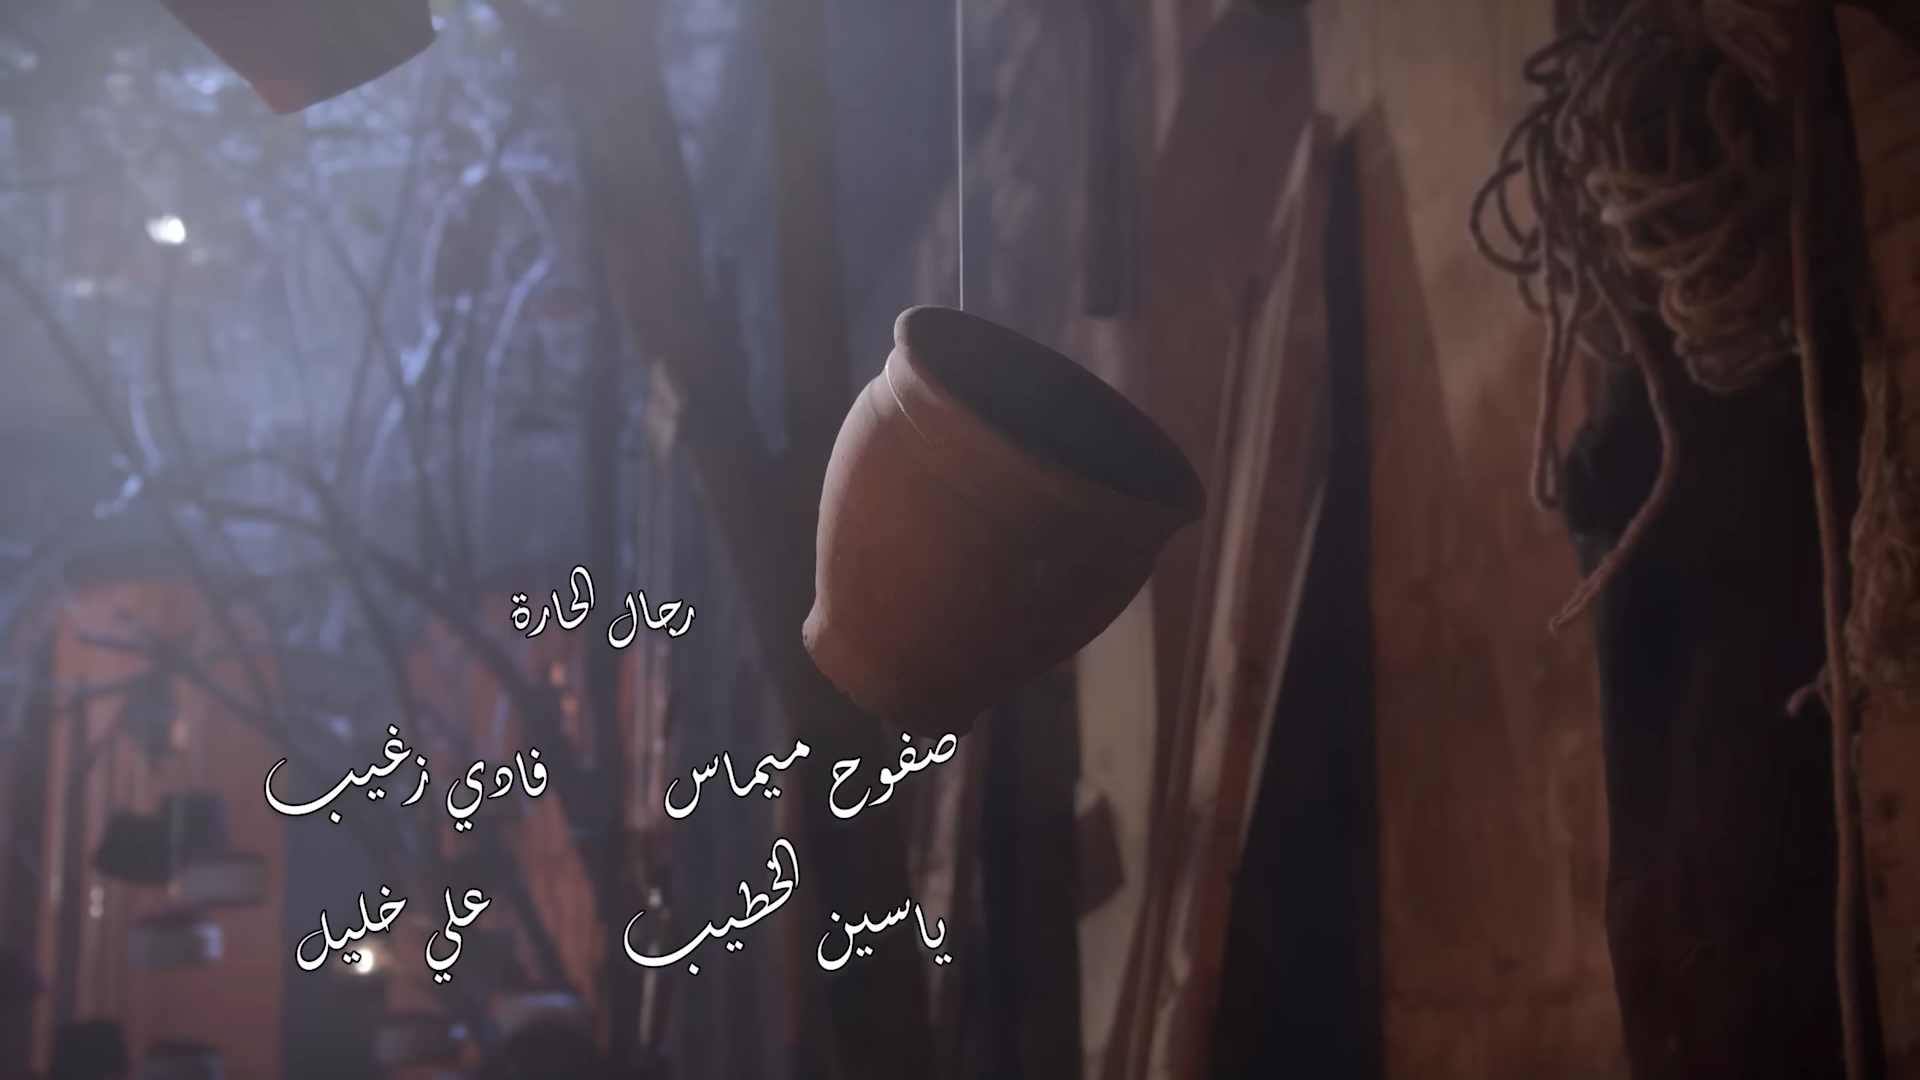 رجال الحارة
صفوح ميماس فادي زغيب
ياسين الخطيب علي خليل